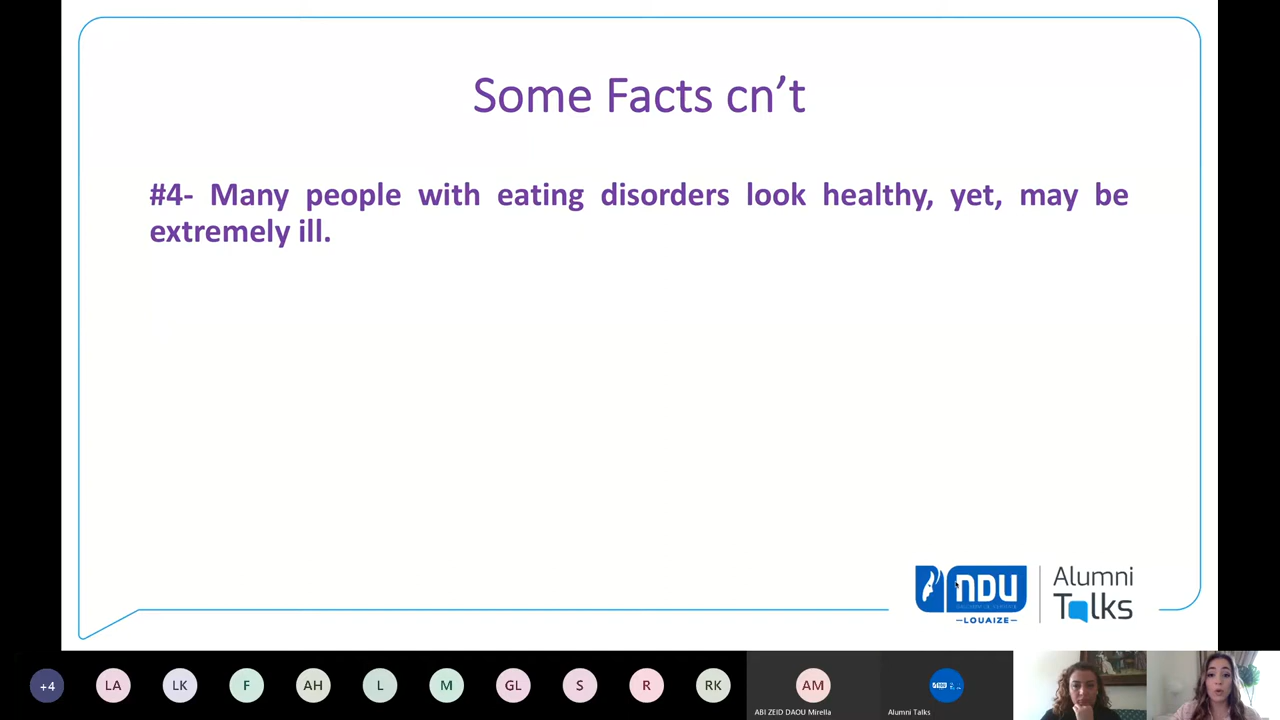 Some Facts cn't
#4- Many people with eating disorders look healthy, yet, may be
extremely ill.
NDU
LOUAIZE
Alumni
Talks
+4
LA
LK
F
AH
L
M
GL
S
R
RK
AM
ABI ZEID DAOU Mirella
Alumni Talks